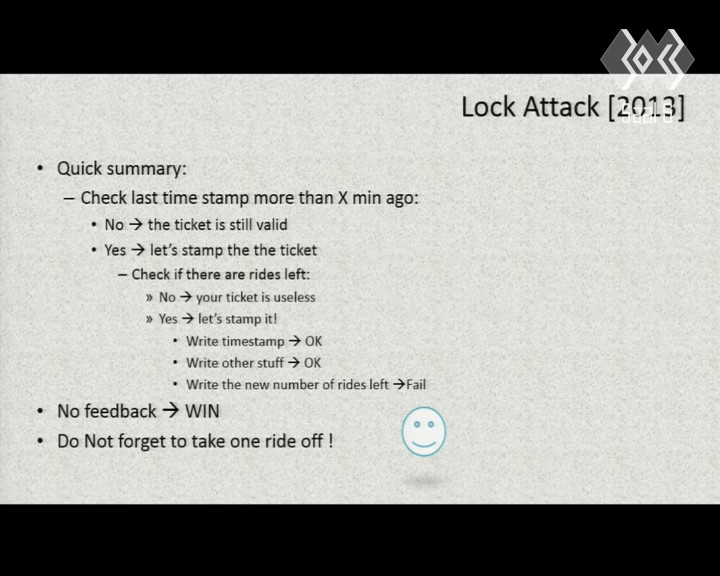 Lock Attack [2013]
• Quick summary:
– Check last time stamp more than X min ago:
• No → the ticket is still valid
• Yes → let's stamp the the ticket
– Check if there are rides left:
» No → your ticket is useless
» Yes → let's stamp it!
• Write timestamp → OK
• Write other stuff → OK
• Write the new number of rides left →Fail
• No feedback → WIN
• Do Not forget to take one ride off !